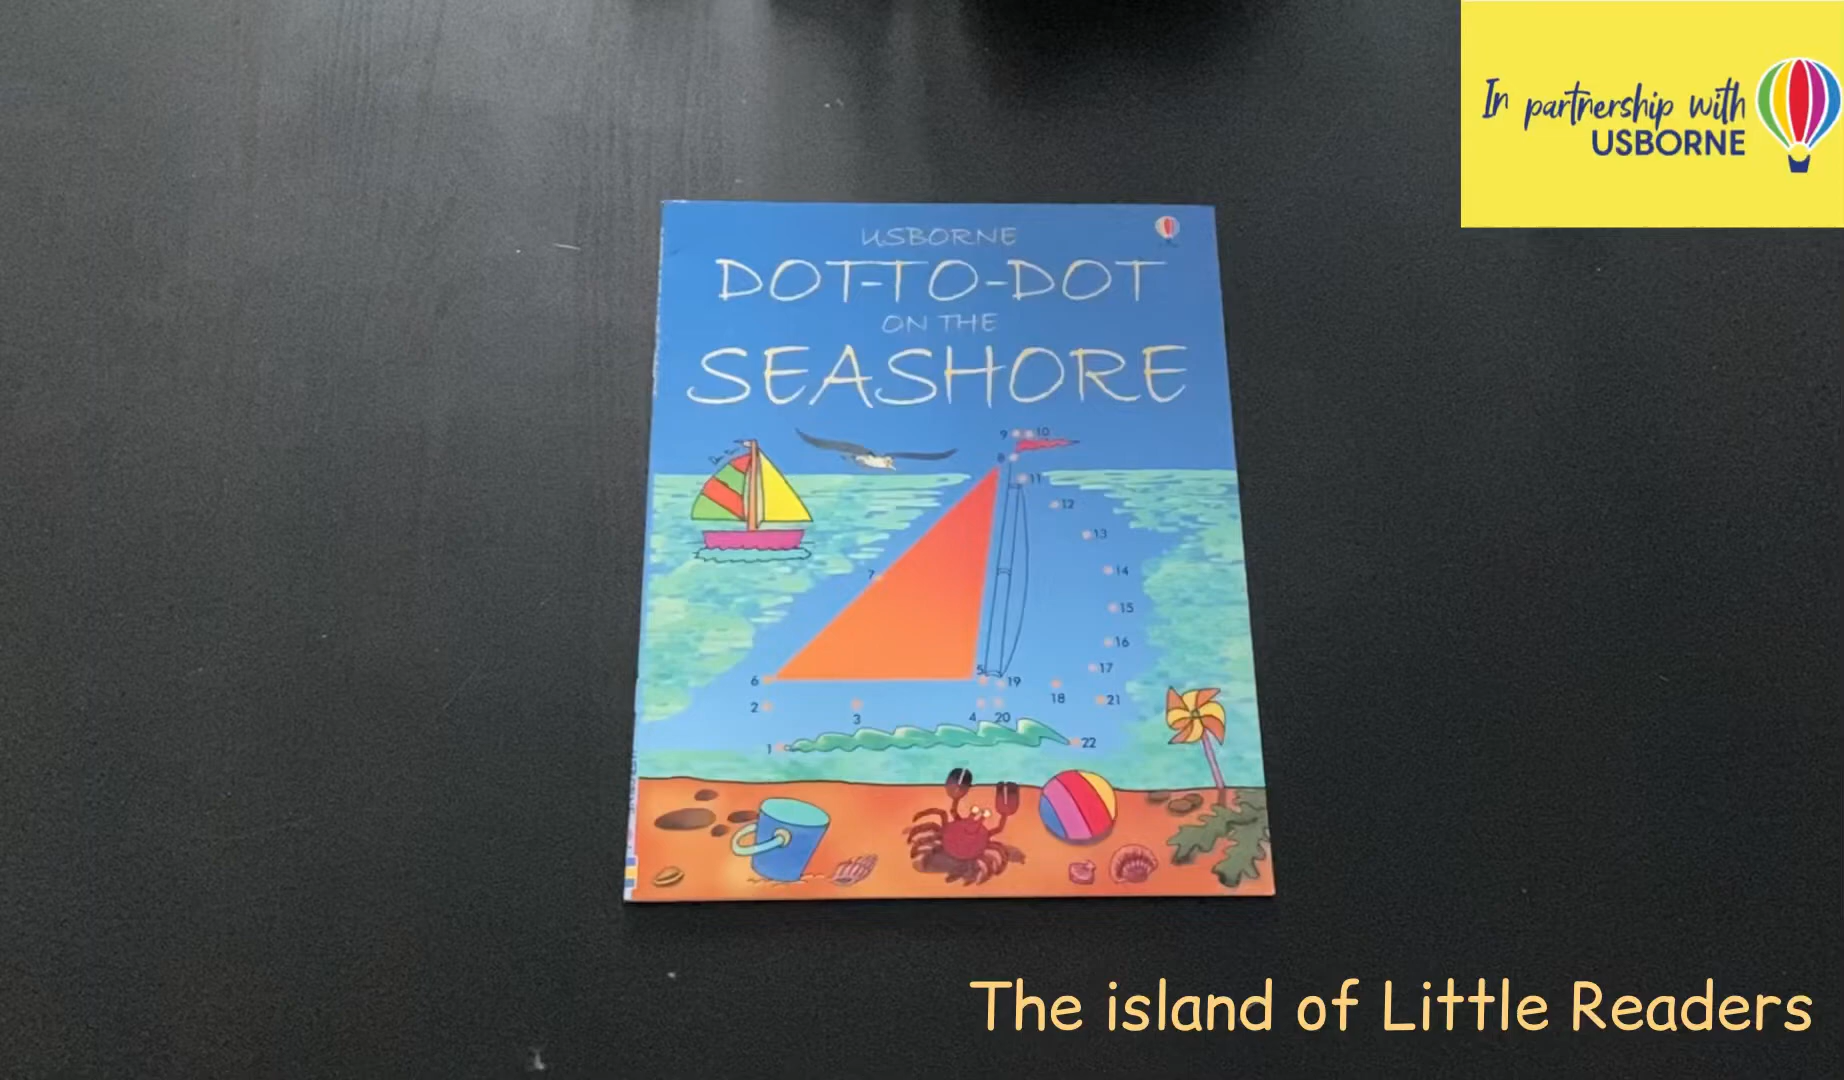 In partnership with
USBORNE
USBORNE
DOT-TO-DOT
ON THE
SEASHORE
9 10
8
11
12
13
7
14
15
16
5
17
6
19
18
21
2
3
4 20
1
22
The island of Little Readers